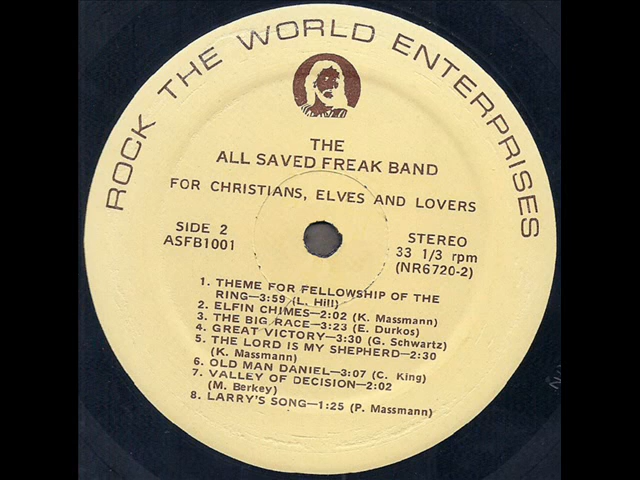 ROCK THE WORLD ENTERPRISES
THE
ALL SAVED FREAK BAND
FOR CHRISTIANS, ELVES AND LOVERS
SIDE 2
ASFB1001
STEREO
33 1/3 rpm
(NR6720-2)
1. THEME FOR FELLOWSHIP OF THE
RING—3:59 (L. Hill)
2. ELFIN CHIMES—2:02 (K. Massmann)
3. THE BIG RACE—3:23 (E. Durkos)
4. GREAT VICTORY—3:30 (G. Schwartz)
5. THE LORD IS MY SHEPHERD—2:30
(K. Massmann)
6. OLD MAN DANIEL—3:07 (C. King)
7. VALLEY OF DECISION—2:02
(M. Berkey)
8. LARRY'S SONG—1:25 (P. Massmann)